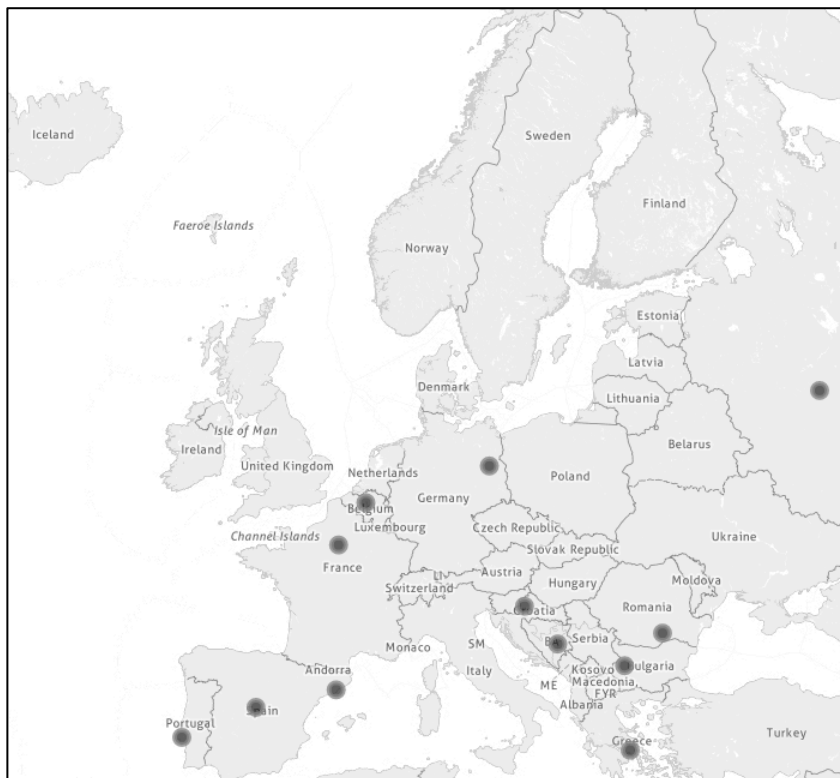 Iceland
Sweden
Finland
Faeroe Islands
Norway
Estonia
Latvia
Denmark
Lithuania
Isle of Man
Ireland
Belarus
United Kingdom
Netherlands
Poland
Germany
Belgium
Luxembourg
Czech Republic
Channel Islands
Ukraine
Slovak Republic
France
Austria
Moldova
LI
Hungary
Switzerland
Romania
Croatia
BA
Serbia
SM
Monaco
Italy
Andorra
Kosovo
Bulgaria
Macedonia,
FYR
ME
Albania
Spain
Portugal
Turkey
Greece